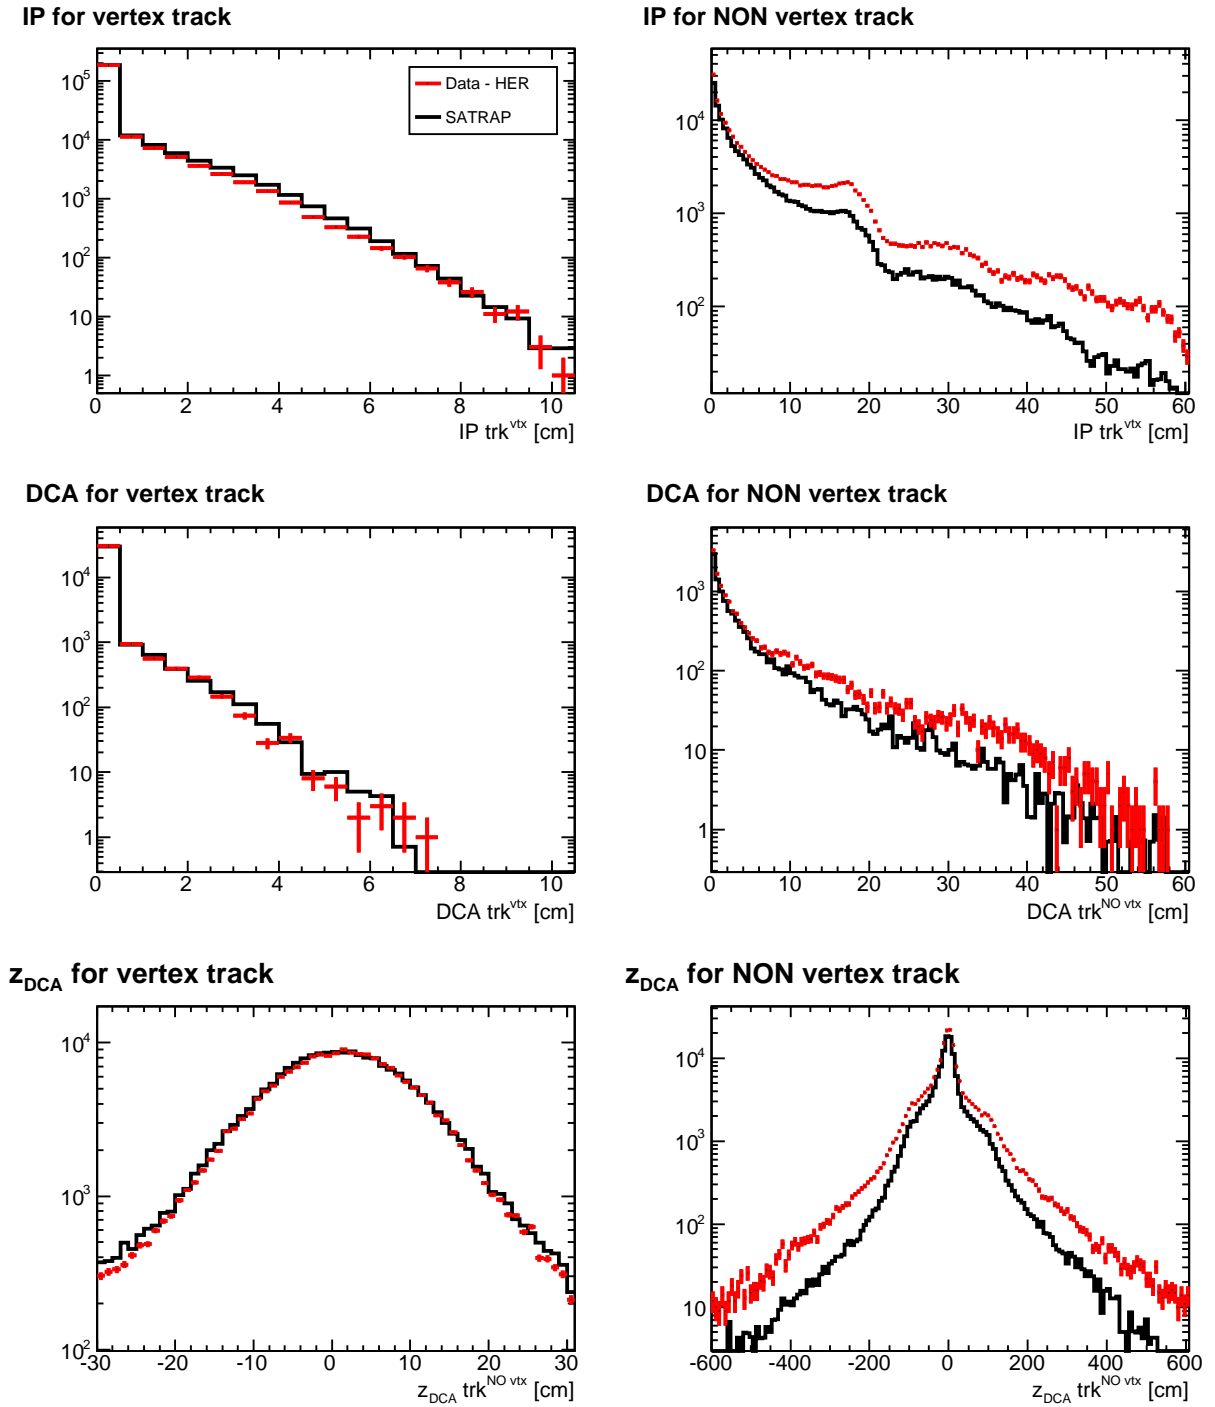 IP for vertex track
10^5
10^4
10^3
10^2
10
1
Data - HER
SATRAP
0 2 4 6 8 10
IP trk^vtx [cm]
IP for NON vertex track
10^4
10^3
10^2
0 10 20 30 40 50 60
IP trk^vtx [cm]
DCA for vertex track
10^4
10^3
10^2
10
1
0 2 4 6 8 10
DCA trk^vtx [cm]
DCA for NON vertex track
10^3
10^2
10
1
0 10 20 30 40 50 60
DCA trk^NO vtx [cm]
z_DCA for vertex track
10^4
10^3
10^2
-30 -20 -10 0 10 20 30
z_DCA trk^NO vtx [cm]
z_DCA for NON vertex track
10^4
10^3
10^2
10
-600 -400 -200 0 200 400 600
z_DCA trk^NO vtx [cm]